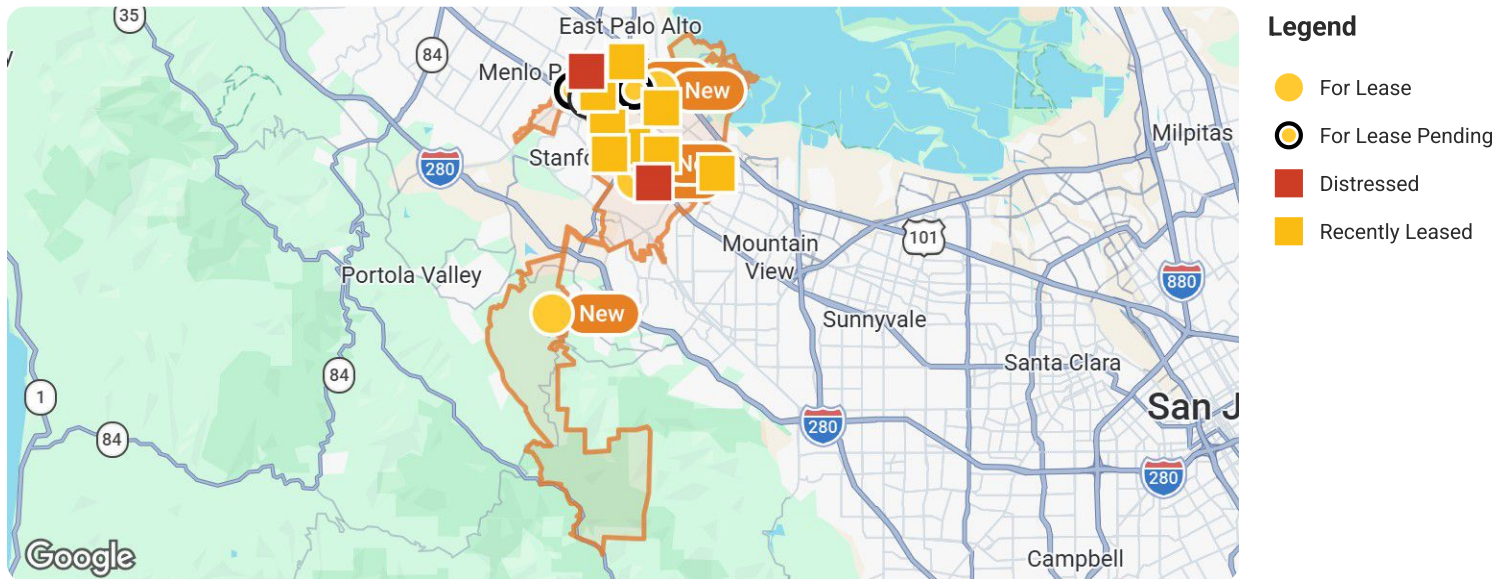 35
East Palo Alto
84
Menlo P
New
Milpitas
Stanfo
280
101
Mountain
View
880
Portola Valley
New
Sunnyvale
Santa Clara
84
1
San J
280
84
280
Campbell
Google
Legend
For Lease
For Lease Pending
Distressed
Recently Leased